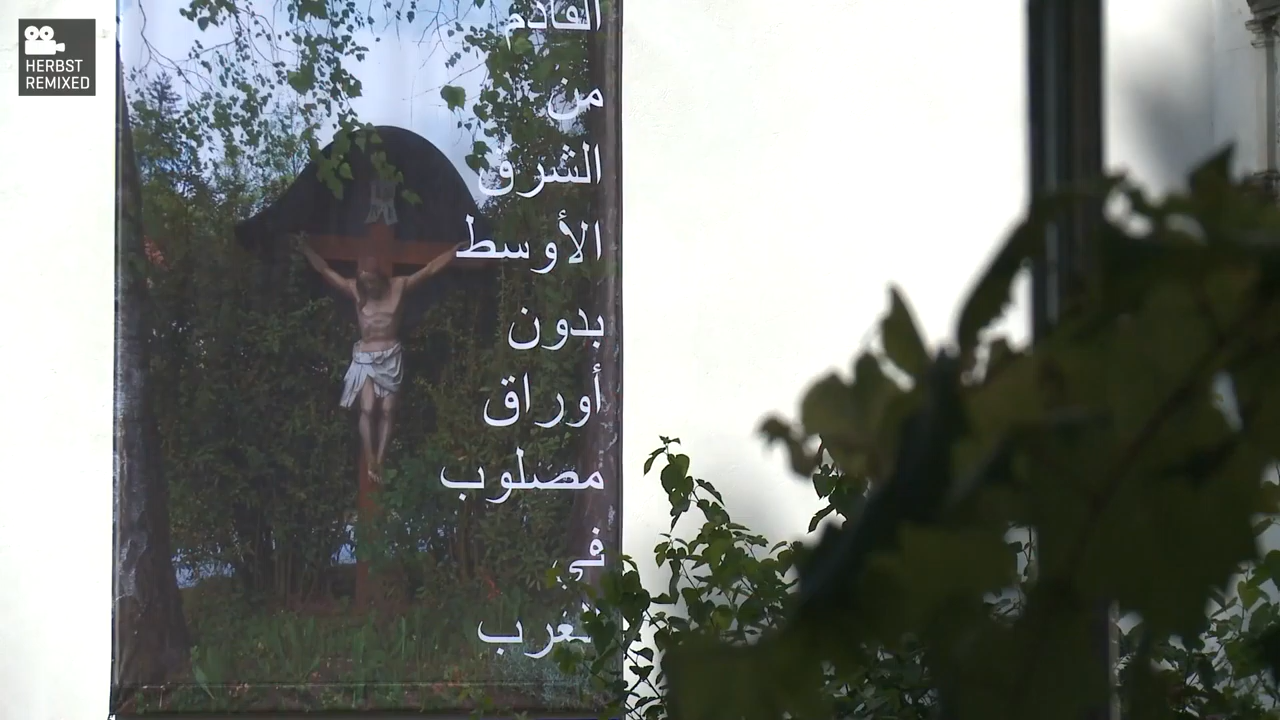 HERBST
REMIXED
القادم
من
الشرق
الأوسط
بدون
أوراق
مصلوب
في